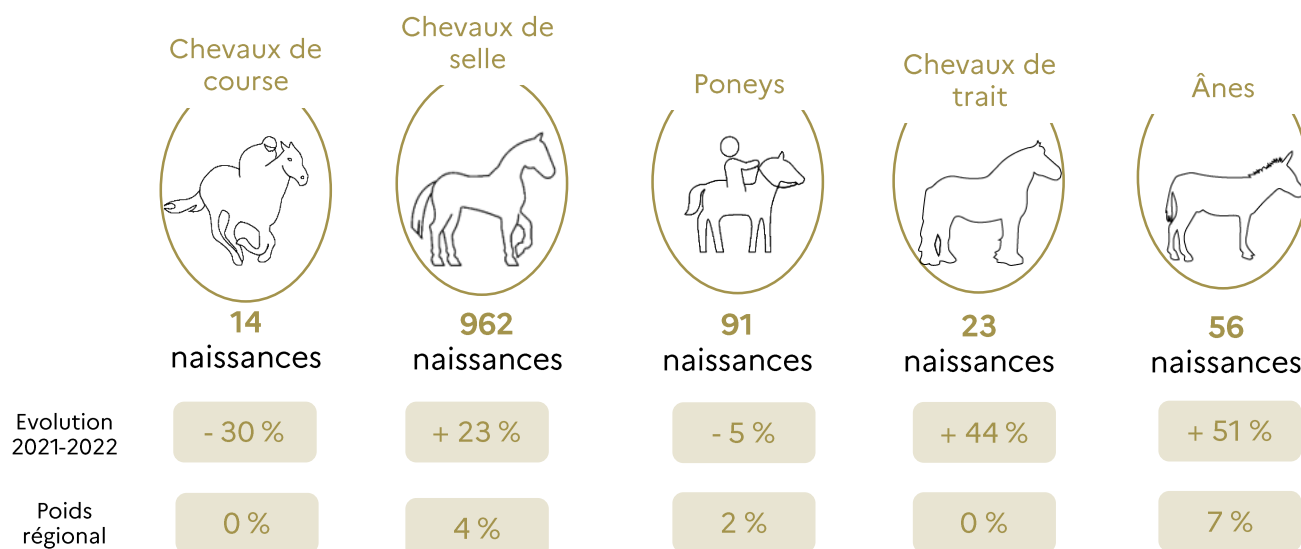 Chevaux de
course
Chevaux de
selle
Poneys
Chevaux de
trait
Ânes
14
naissances
962
naissances
91
naissances
23
naissances
56
naissances
Evolution
2021-2022
- 30 %
+ 23 %
- 5 %
+ 44 %
+ 51 %
Poids
régional
0 %
4 %
2 %
0 %
7 %